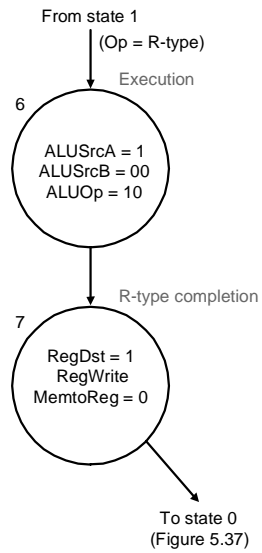 From state 1
(Op = R-type)
Execution
6
ALUSrcA = 1
ALUSrcB = 00
ALUOp = 10
R-type completion
7
RegDst = 1
RegWrite
MemtoReg = 0
To state 0
(Figure 5.37)